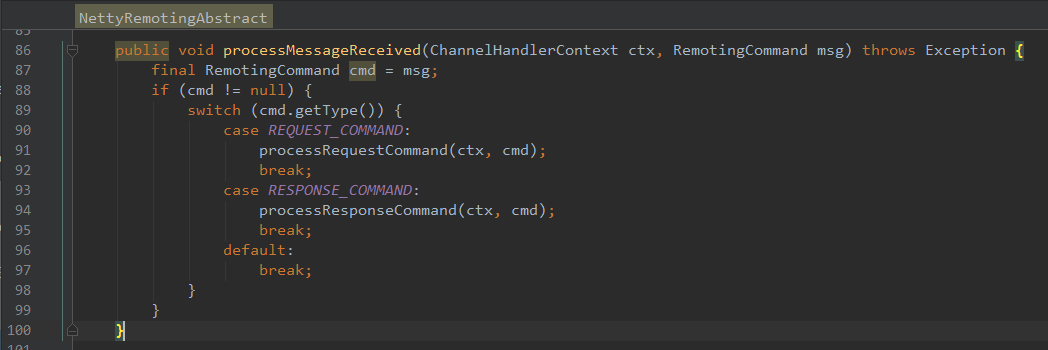 NettyRemotingAbstract
86 public void processMessageReceived(ChannelHandlerContext ctx, RemotingCommand msg) throws Exception {
87 final RemotingCommand cmd = msg;
88 if (cmd != null) {
89 switch (cmd.getType()) {
90 case REQUEST_COMMAND:
91 processRequestCommand(ctx, cmd);
92 break;
93 case RESPONSE_COMMAND:
94 processResponseCommand(ctx, cmd);
95 break;
96 default:
97 break;
98 }
99 }
100 }